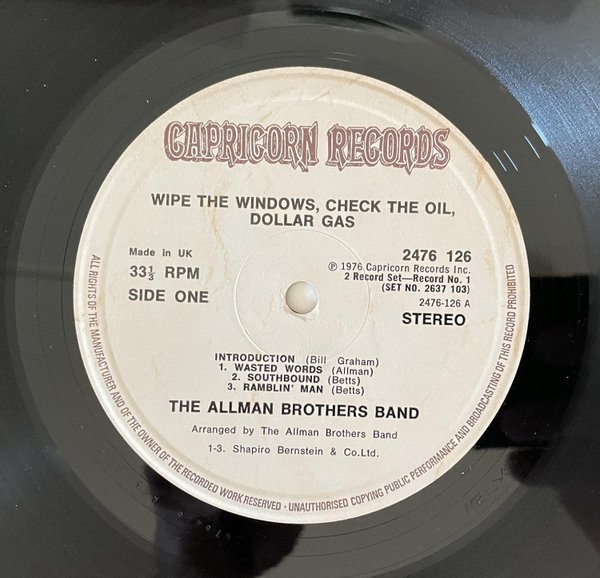 CAPRICORN RECORDS
WIPE THE WINDOWS, CHECK THE OIL,
DOLLAR GAS
Made in UK
33⅓ RPM
SIDE ONE
2476 126
℗ 1976 Capricorn Records Inc.
2 Record Set—Record No. 1
(SET NO. 2637 103)
2476-126 A
STEREO
INTRODUCTION (Bill Graham)
1. WASTED WORDS (Allman)
2. SOUTHBOUND (Betts)
3. RAMBLIN' MAN (Betts)
THE ALLMAN BROTHERS BAND
Arranged by The Allman Brothers Band
1-3. Shapiro Bernstein & Co.Ltd.
ALL RIGHTS OF THE MANUFACTURER AND OF THE OWNER OF THE RECORDED WORK RESERVED - UNAUTHORISED COPYING PUBLIC PERFORMANCE AND BROADCASTING OF THIS RECORD PROHIBITED